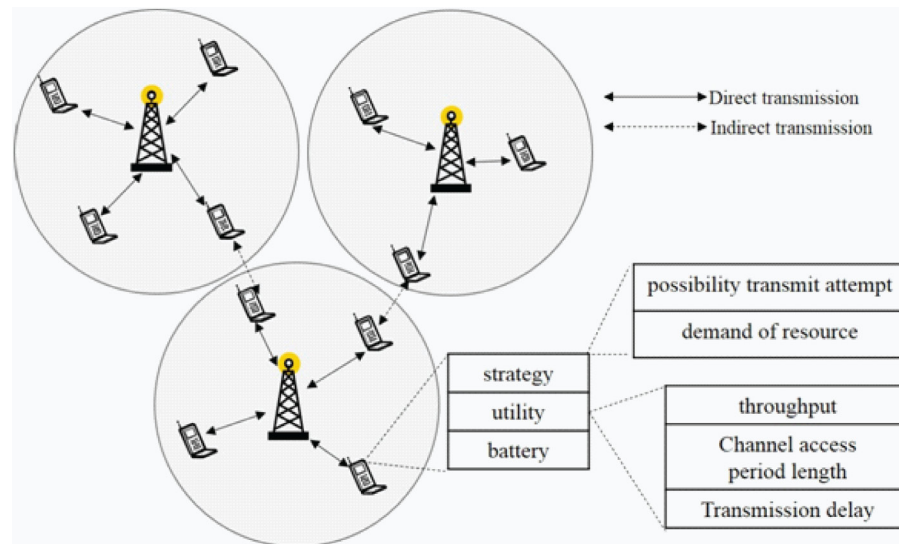 Direct transmission
Indirect transmission
possibility transmit attempt
demand of resource
strategy
utility
battery
throughput
Channel access
period length
Transmission delay